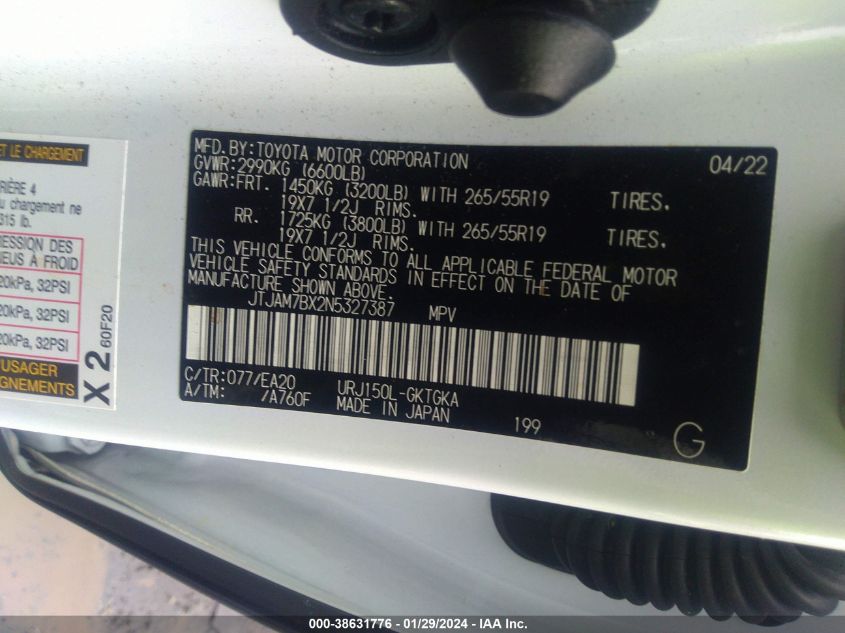 ET LE CHARGEMENT
RIÈRE 4
u chargement ne
315 lb.
RESSION DES
NEUS À FROID
20kPa, 32PSI
20kPa, 32PSI
20kPa, 32PSI
'USAGER
GNEMENTS
X 2
60F20
MFD.BY:TOYOTA MOTOR CORPORATION 04/22
GVWR:2990KG (6600LB)
GAWR:FRT. 1450KG (3200LB) WITH 265/55R19 TIRES.
19X7 1/2J RIMS.
RR. 1725KG (3800LB) WITH 265/55R19 TIRES.
19X7 1/2J RIMS.
THIS VEHICLE CONFORMS TO ALL APPLICABLE FEDERAL MOTOR
VEHICLE SAFETY STANDARDS IN EFFECT ON THE DATE OF
MANUFACTURE SHOWN ABOVE.
JTJAM7BX2N5327387 MPV
C/TR:077/EA20 URJ150L-GKTGKA
A/TM: /A760F MADE IN JAPAN 199
G
000-38631776 - 01/29/2024 - IAA Inc.